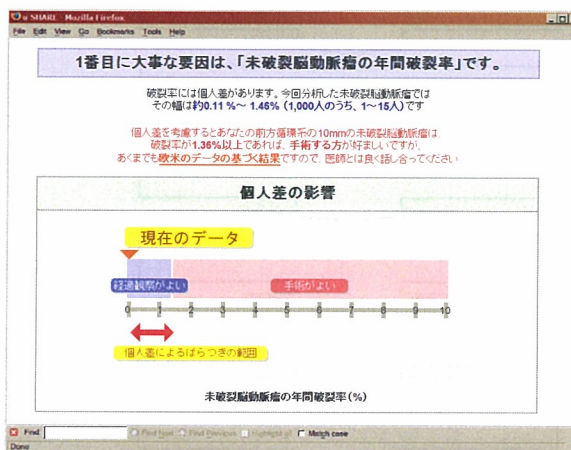 u SHARE - Mozilla Firefox
File Edit View Go Bookmarks Tools Help
1番目に大事な要因は、「未破裂脳動脈瘤の年間破裂率」です。
破裂率には個人差があります。今回分析した未破裂脳動脈瘤では
その幅は約0.11 %～ 1.46% (1,000人のうち、1～15人)です
個人差を考慮するとあなたの前方循環系の10mmの未破裂脳動脈瘤は、
破裂率が1.36%以上であれば、手術する方が好ましいですが、
あくまでも欧米のデータの基づく結果ですので、医師とは良く話し合ってください
個人差の影響
現在のデータ
経過観察がよい 手術がよい
0 1 2 3 4 5 6 7 8 9 10
個人差によるばらつきの範囲
未破裂脳動脈瘤の年間破裂率(%)
Find: Find Next Find Previous Highlight all Match case
Done